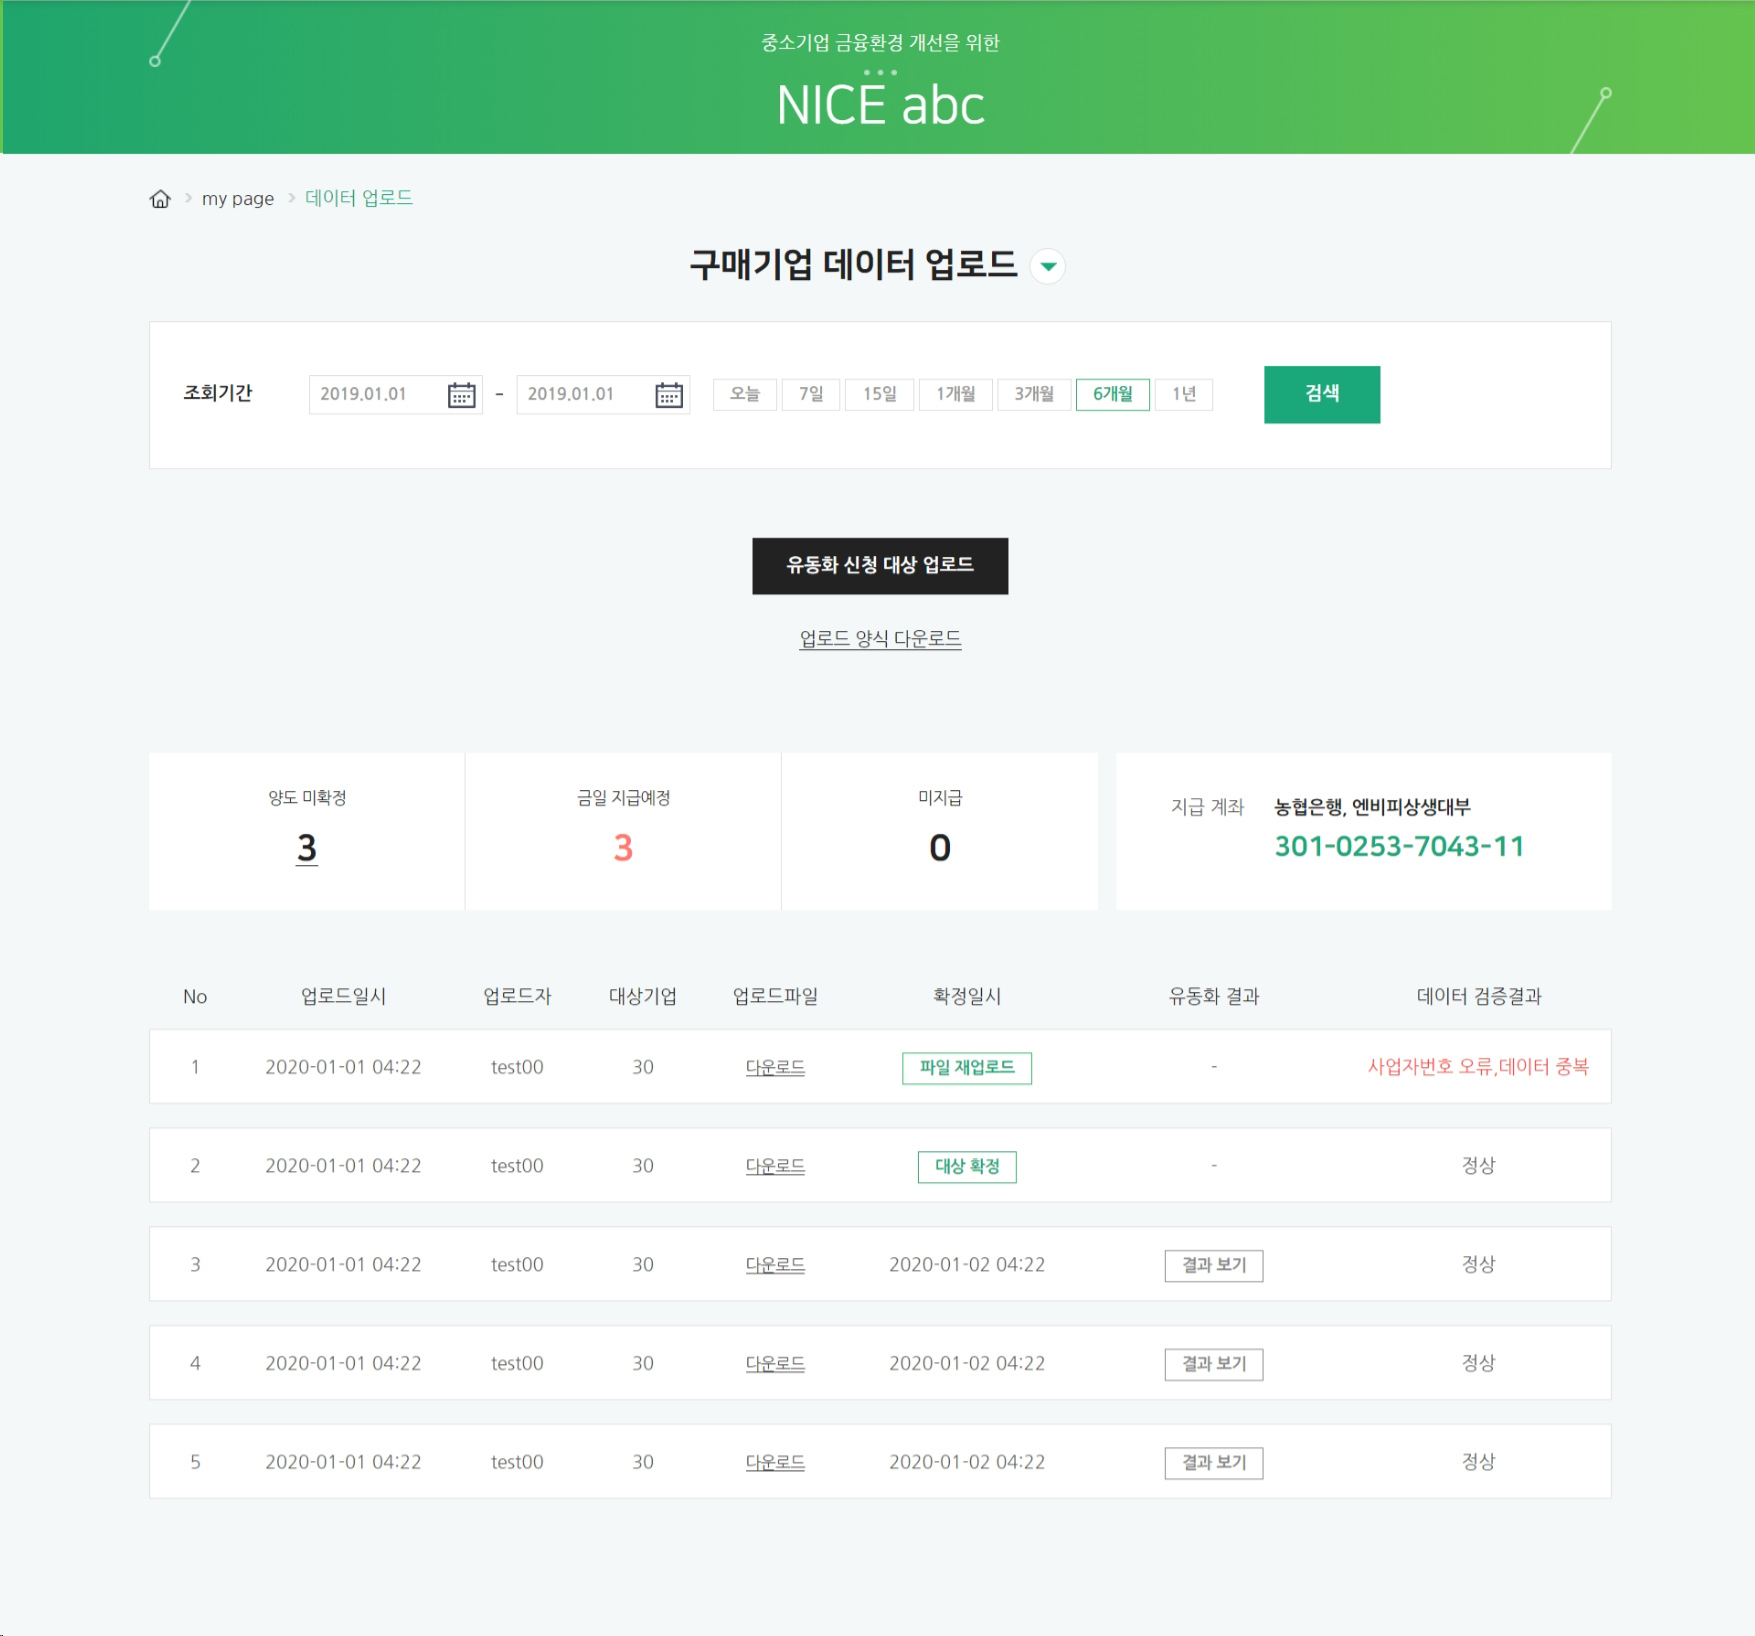 중소기업 금융환경 개선을 위한
NICE abc
my page 데이터 업로드
구매기업 데이터 업로드
조회기간 2019.01.01 - 2019.01.01 오늘 7일 15일 1개월 3개월 6개월 1년 검색
유동화 신청 대상 업로드
업로드 양식 다운로드
양도 미확정 금일 지급예정 미지급
3 3 0
지급 계좌 농협은행, 엔비피상생대부
301-0253-7043-11
No 업로드일시 업로드자 대상기업 업로드파일 확정일시 유동화 결과 데이터 검증결과
1 2020-01-01 04:22 test00 30 다운로드 파일 재업로드 - 사업자번호 오류,데이터 중복
2 2020-01-01 04:22 test00 30 다운로드 대상 확정 - 정상
3 2020-01-01 04:22 test00 30 다운로드 2020-01-02 04:22 결과 보기 정상
4 2020-01-01 04:22 test00 30 다운로드 2020-01-02 04:22 결과 보기 정상
5 2020-01-01 04:22 test00 30 다운로드 2020-01-02 04:22 결과 보기 정상